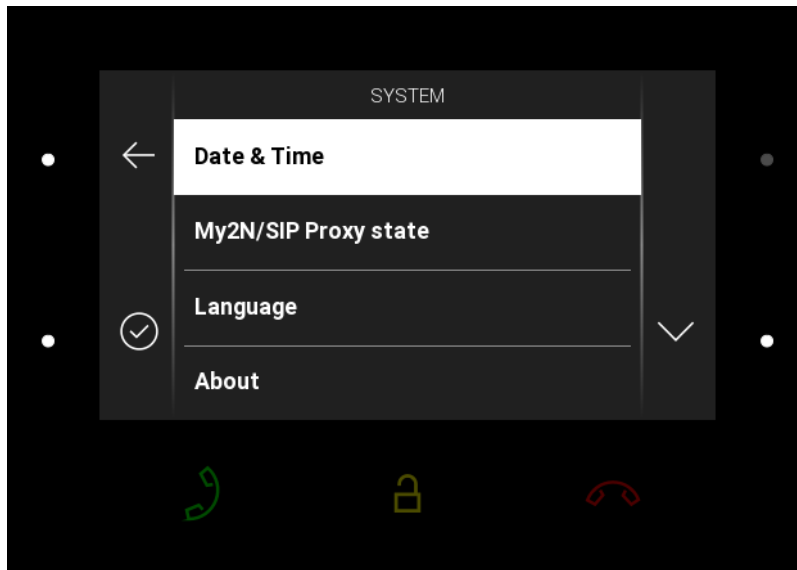 SYSTEM
Date & Time
My2N/SIP Proxy state
Language
About